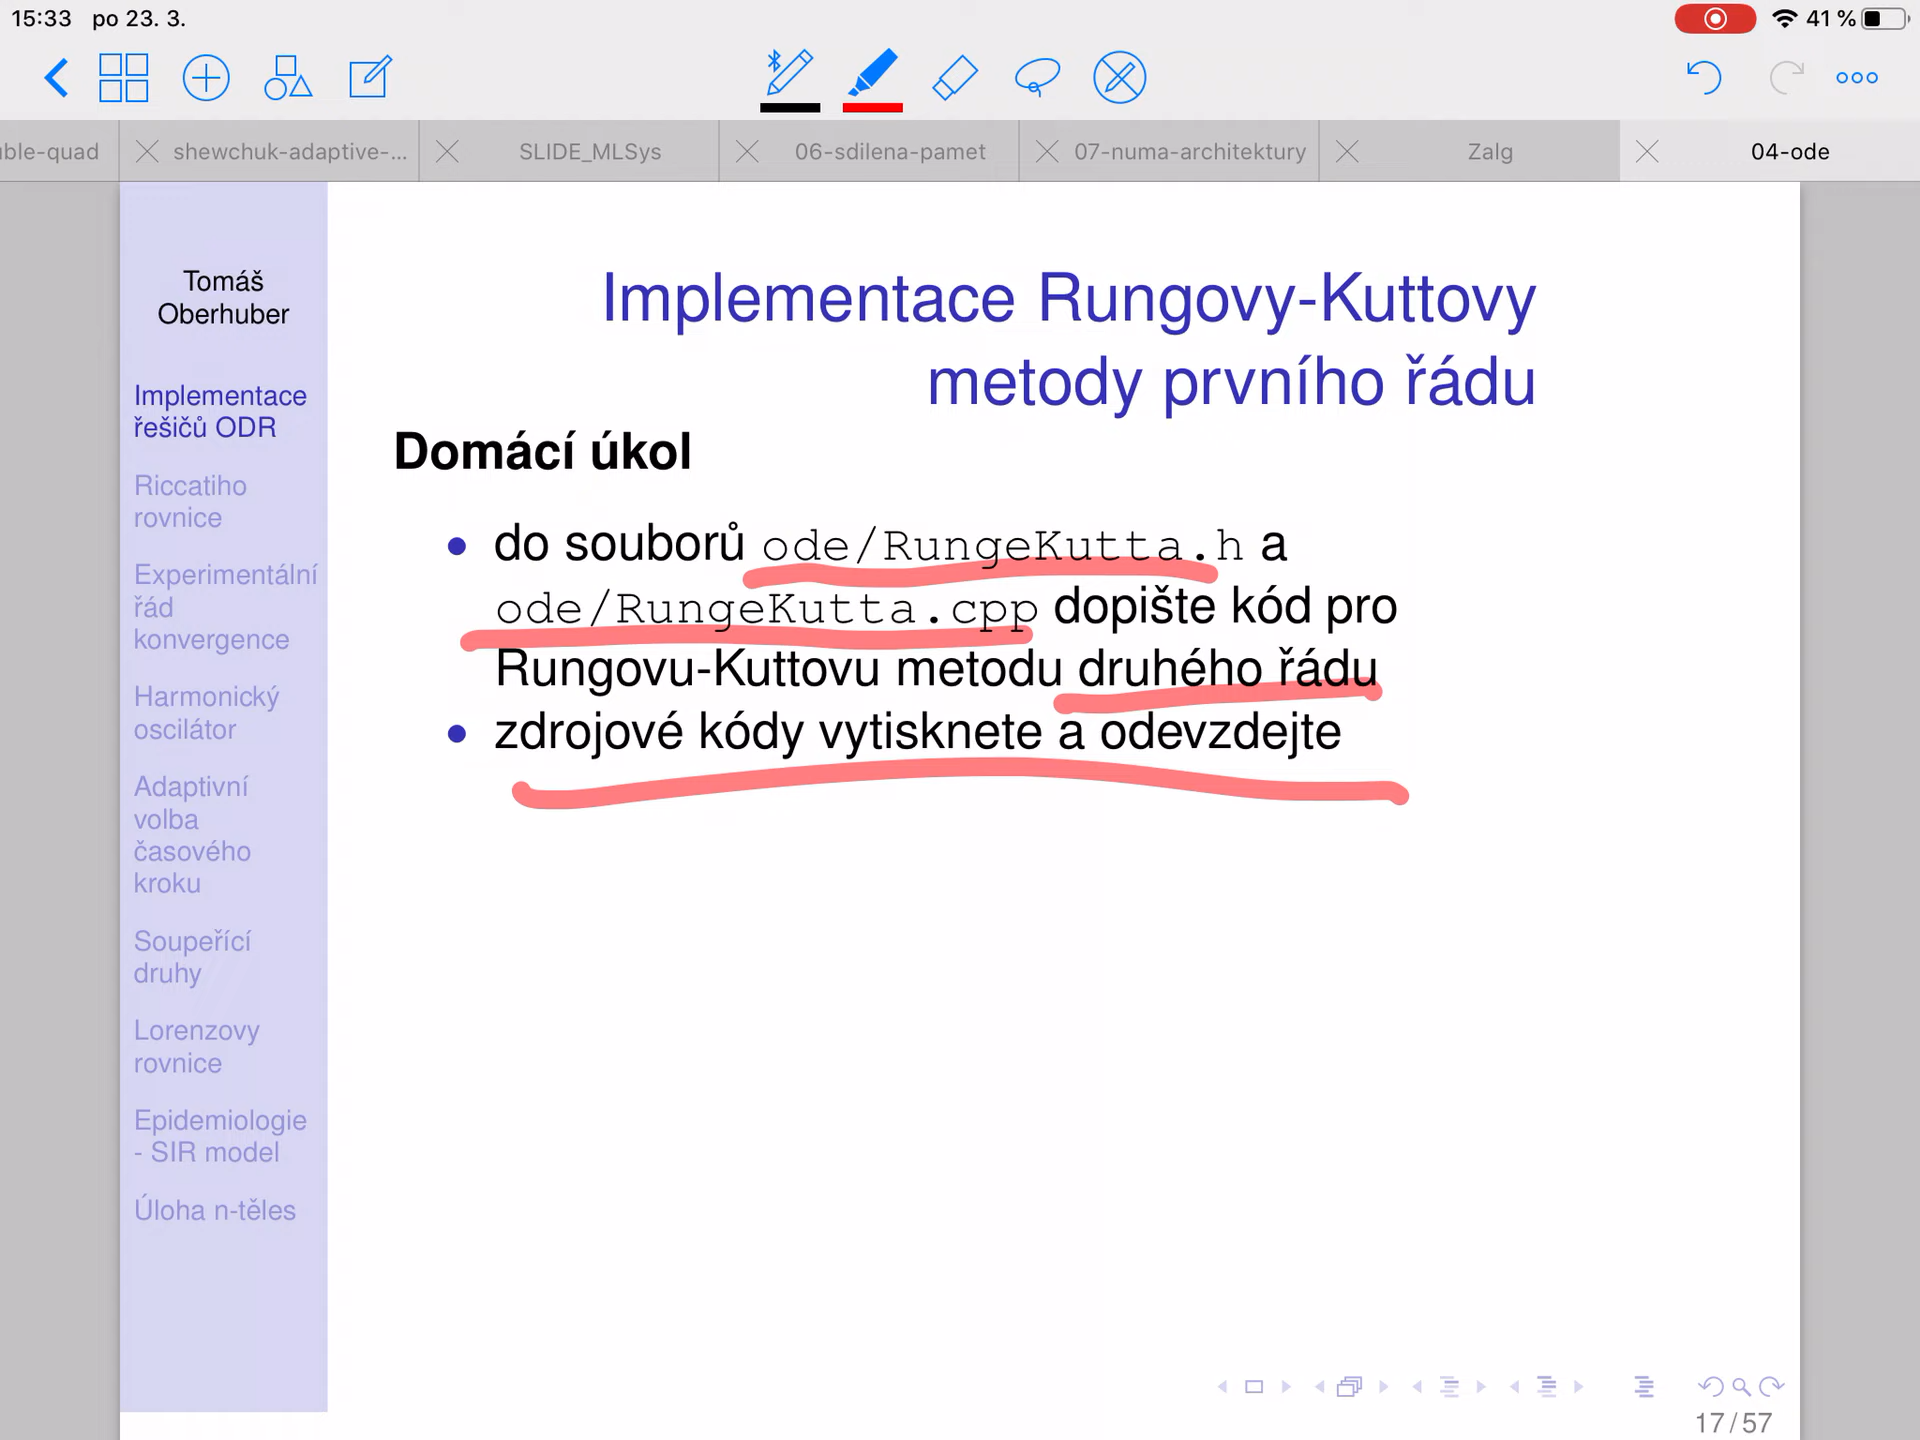 15:33 po 23. 3.
41 %
ble-quad
shewchuk-adaptive-...
SLIDE_MLSys
06-sdilena-pamet
07-numa-architektury
Zalg
04-ode
Tomáš
Oberhuber
Implementace
řešičů ODR
Riccatiho
rovnice
Experimentální
řád
konvergence
Harmonický
oscilátor
Adaptivní
volba
časového
kroku
Soupeřící
druhy
Lorenzovy
rovnice
Epidemiologie
- SIR model
Úloha n-těles
Implementace Rungovy-Kuttovy
metody prvního řádu
Domácí úkol
• do souborů ode/RungeKutta.h a
ode/RungeKutta.cpp dopište kód pro
Rungovu-Kuttovu metodu druhého řádu
• zdrojové kódy vytisknete a odevzdejte
17/57